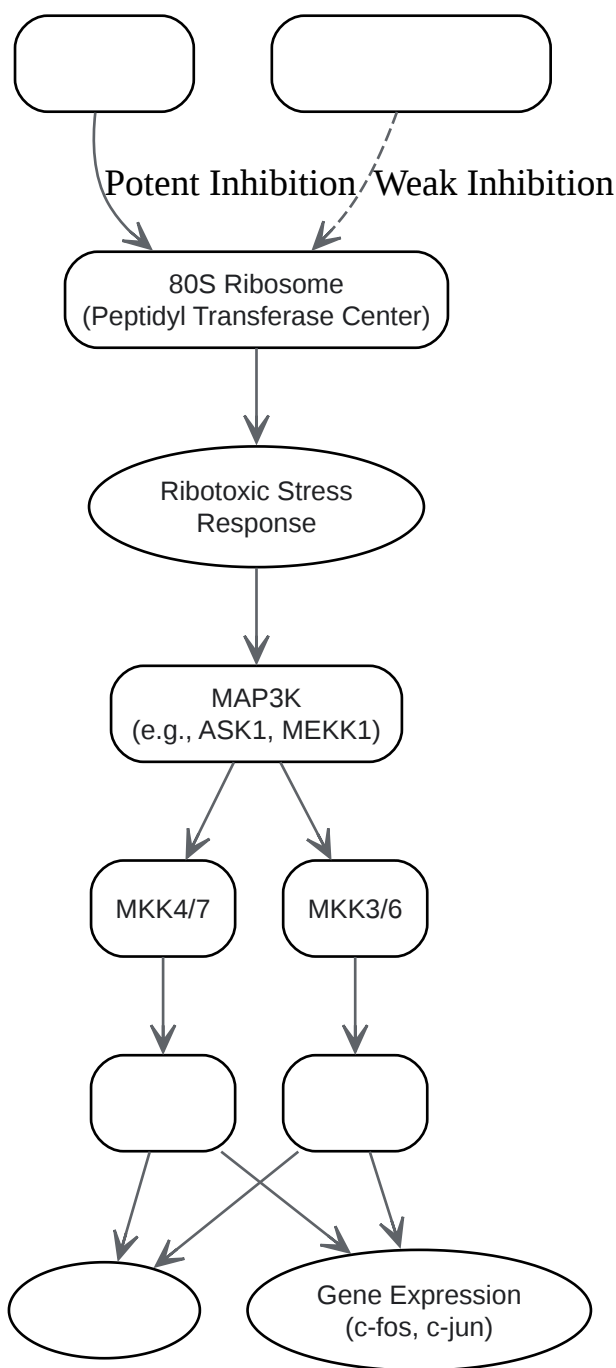 Potent Inhibition
Weak Inhibition
80S Ribosome
(Peptidyl Transferase Center)
Ribotoxic Stress
Response
MAP3K
(e.g., ASK1, MEKK1)
MKK4/7
MKK3/6
Gene Expression
(c-fos, c-jun)